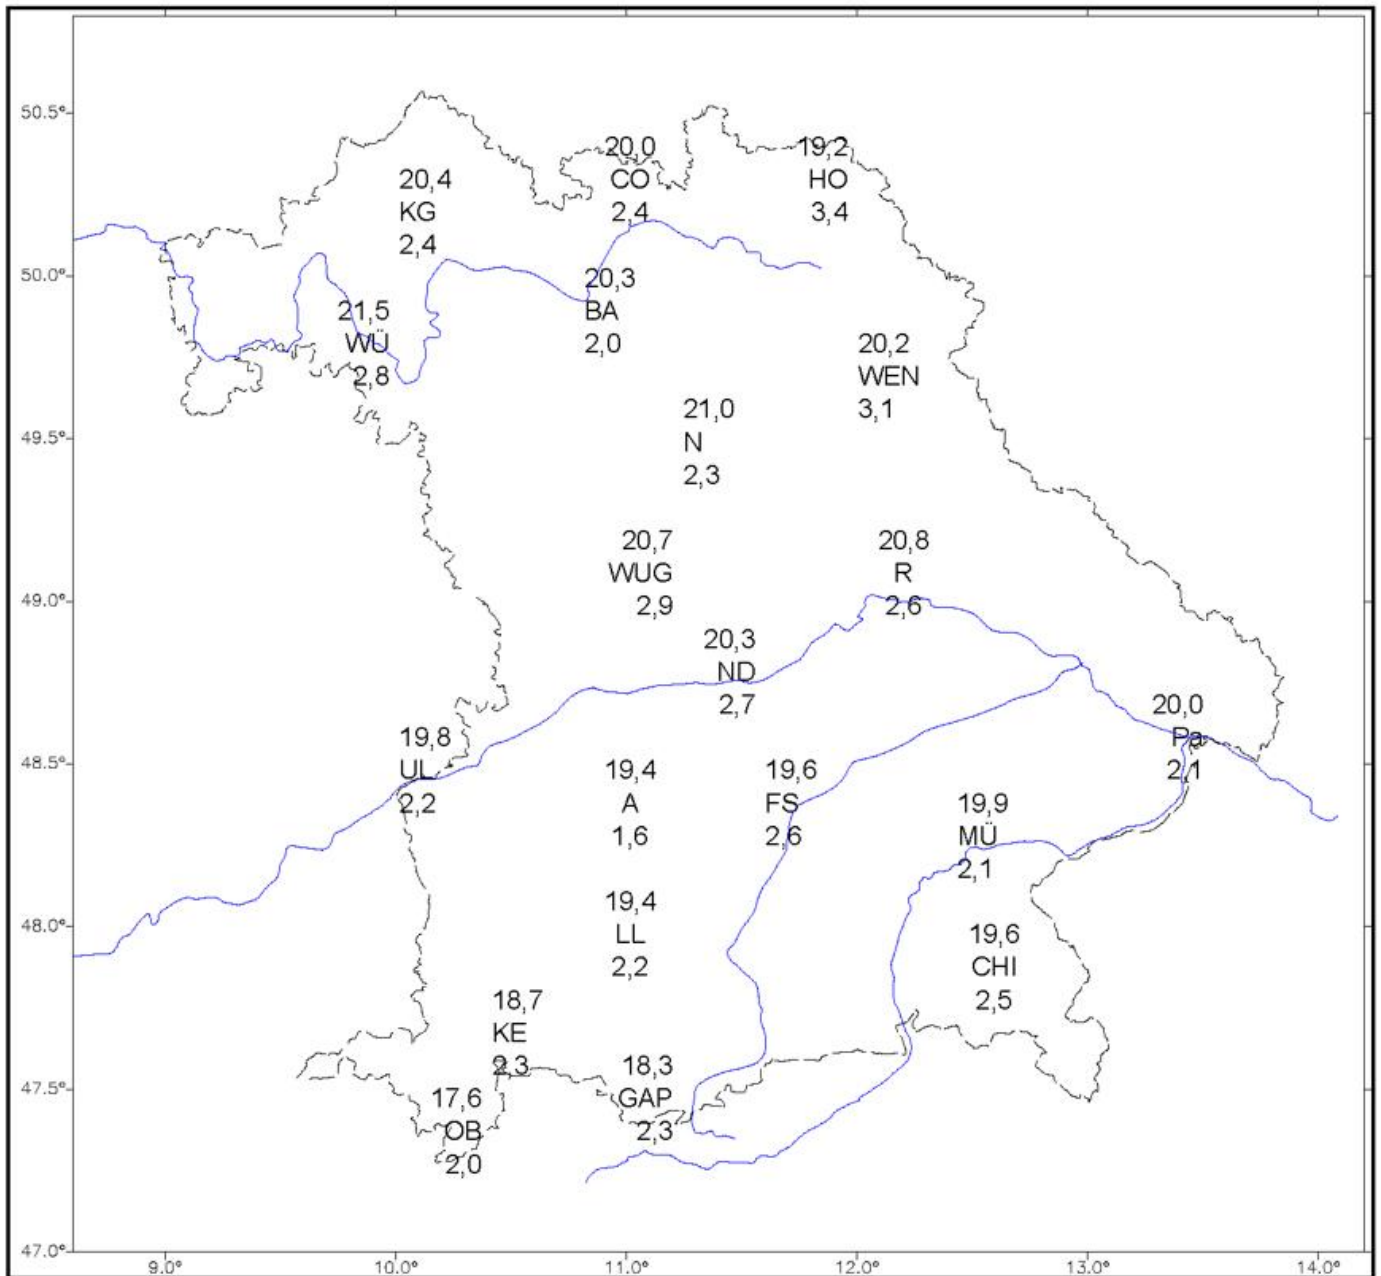 50.5°
20,0
CO
2,4
19,2
HO
3,4
20,4
KG
2,4
50.0°
20,3
BA
2,0
21,5
WÜ
2,8
20,2
WEN
3,1
21,0
N
2,3
49.5°
20,7
WUG
2,9
20,8
R
2,6
49.0°
20,3
ND
2,7
20,0
Pa
2,1
19,8
UL
2,2
48.5°
19,4
A
1,6
19,6
FS
2,6
19,9
MÜ
2,1
19,4
LL
2,2
48.0°
19,6
CHI
2,5
18,7
KE
2,3
18,3
GAP
2,3
47.5°
17,6
OB
2,0
47.0°
9.0° 10.0° 11.0° 12.0° 13.0° 14.0°